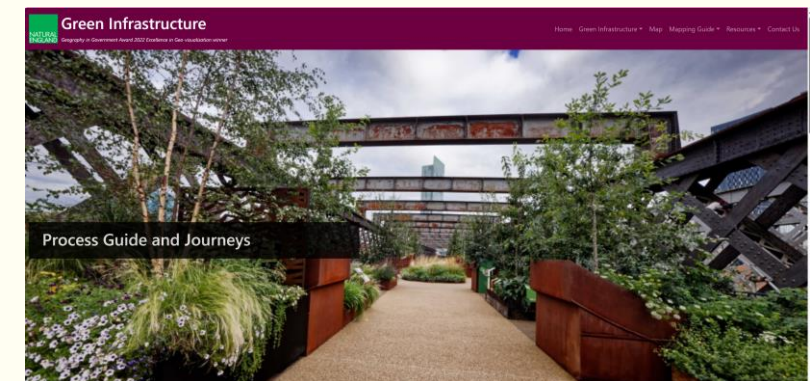 NATURAL
ENGLAND
Green Infrastructure
Geography in Government Award 2022 Excellence in Geo-visualization winner
Home Green Infrastructure Map Mapping Guide Resources Contact Us
Process Guide and Journeys